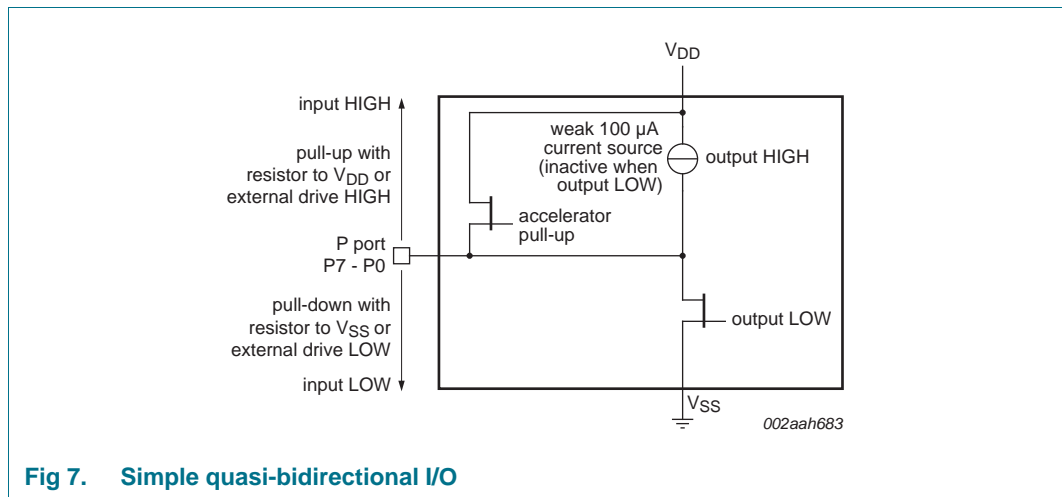 VDD
input HIGH
pull-up with
resistor to VDD or
external drive HIGH
weak 100 µA
current source
(inactive when
output LOW)
output HIGH
accelerator
pull-up
P port
P7 - P0
pull-down with
resistor to VSS or
external drive LOW
input LOW
output LOW
VSS
002aah683
Fig 7. Simple quasi-bidirectional I/O